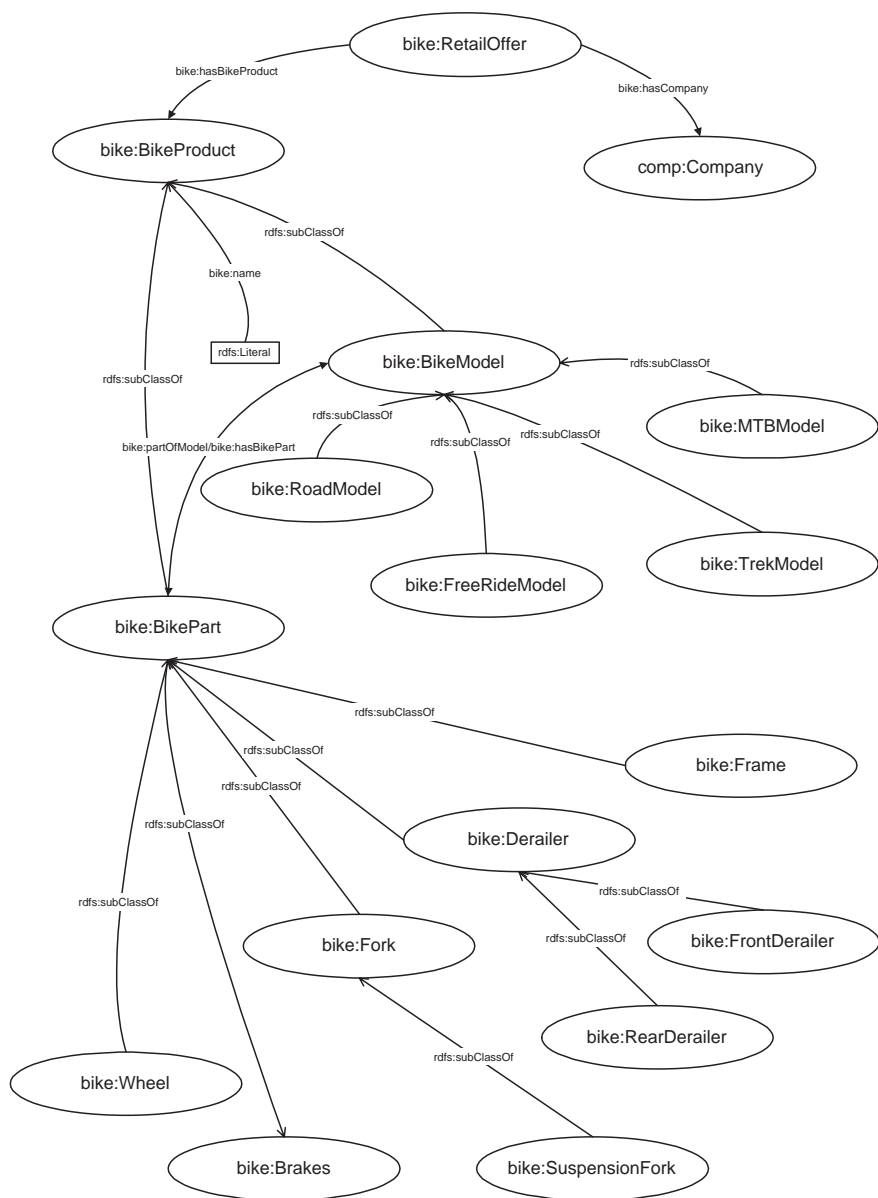 bike:RetailOffer
bike:hasBikeProduct
bike:hasCompany
bike:BikeProduct
comp:Company
rdfs:subClassOf
bike:name
rdfs:Literal
bike:BikeModel
rdfs:subClassOf
rdfs:subClassOf
rdfs:subClassOf
bike:MTBModel
rdfs:subClassOf
rdfs:subClassOf
bike:partOfModel/bike:hasBikePart
bike:RoadModel
bike:TrekModel
bike:FreeRideModel
bike:BikePart
rdfs:subClassOf
rdfs:subClassOf
bike:Frame
rdfs:subClassOf
rdfs:subClassOf
bike:Derailer
rdfs:subClassOf
rdfs:subClassOf
bike:Fork
rdfs:subClassOf
bike:FrontDerailer
bike:RearDerailer
rdfs:subClassOf
bike:Wheel
bike:Brakes
bike:SuspensionFork